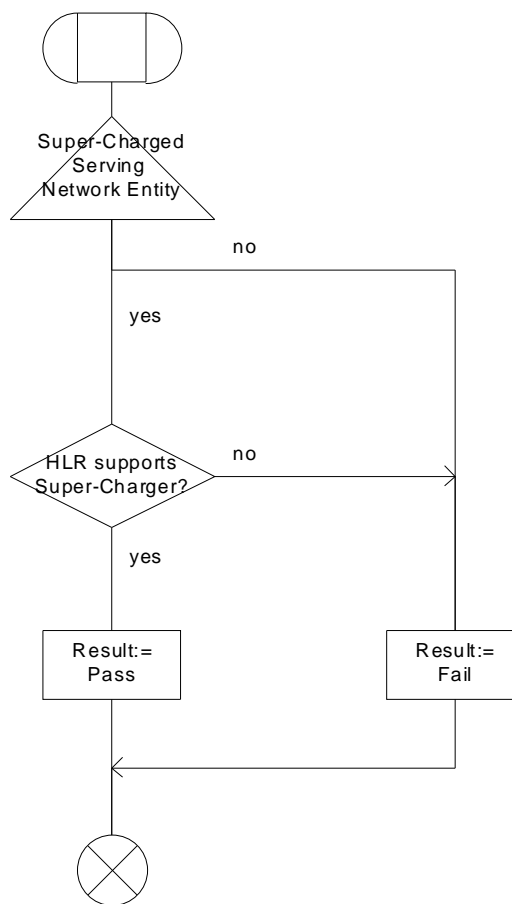 Super-Charged
Serving
Network Entity
no
yes
HLR supports
Super-Charger?
no
yes
Result:=
Pass
Result:=
Fail